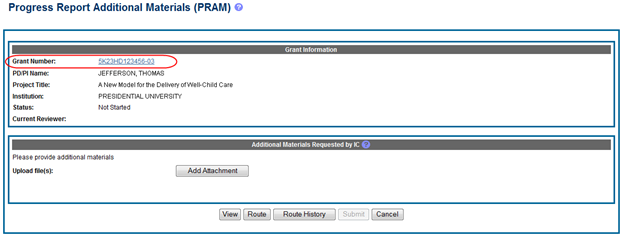 Progress Report Additional Materials (PRAM) ?
Grant Information
Grant Number: 5K23HD123456-03
PD/PI Name: JEFFERSON, THOMAS
Project Title: A New Model for the Delivery of Well-Child Care
Institution: PRESIDENTIAL UNIVERSITY
Status: Not Started
Current Reviewer:
Additional Materials Requested by IC ?
Please provide additional materials
Upload file(s): Add Attachment
View Route Route History Submit Cancel